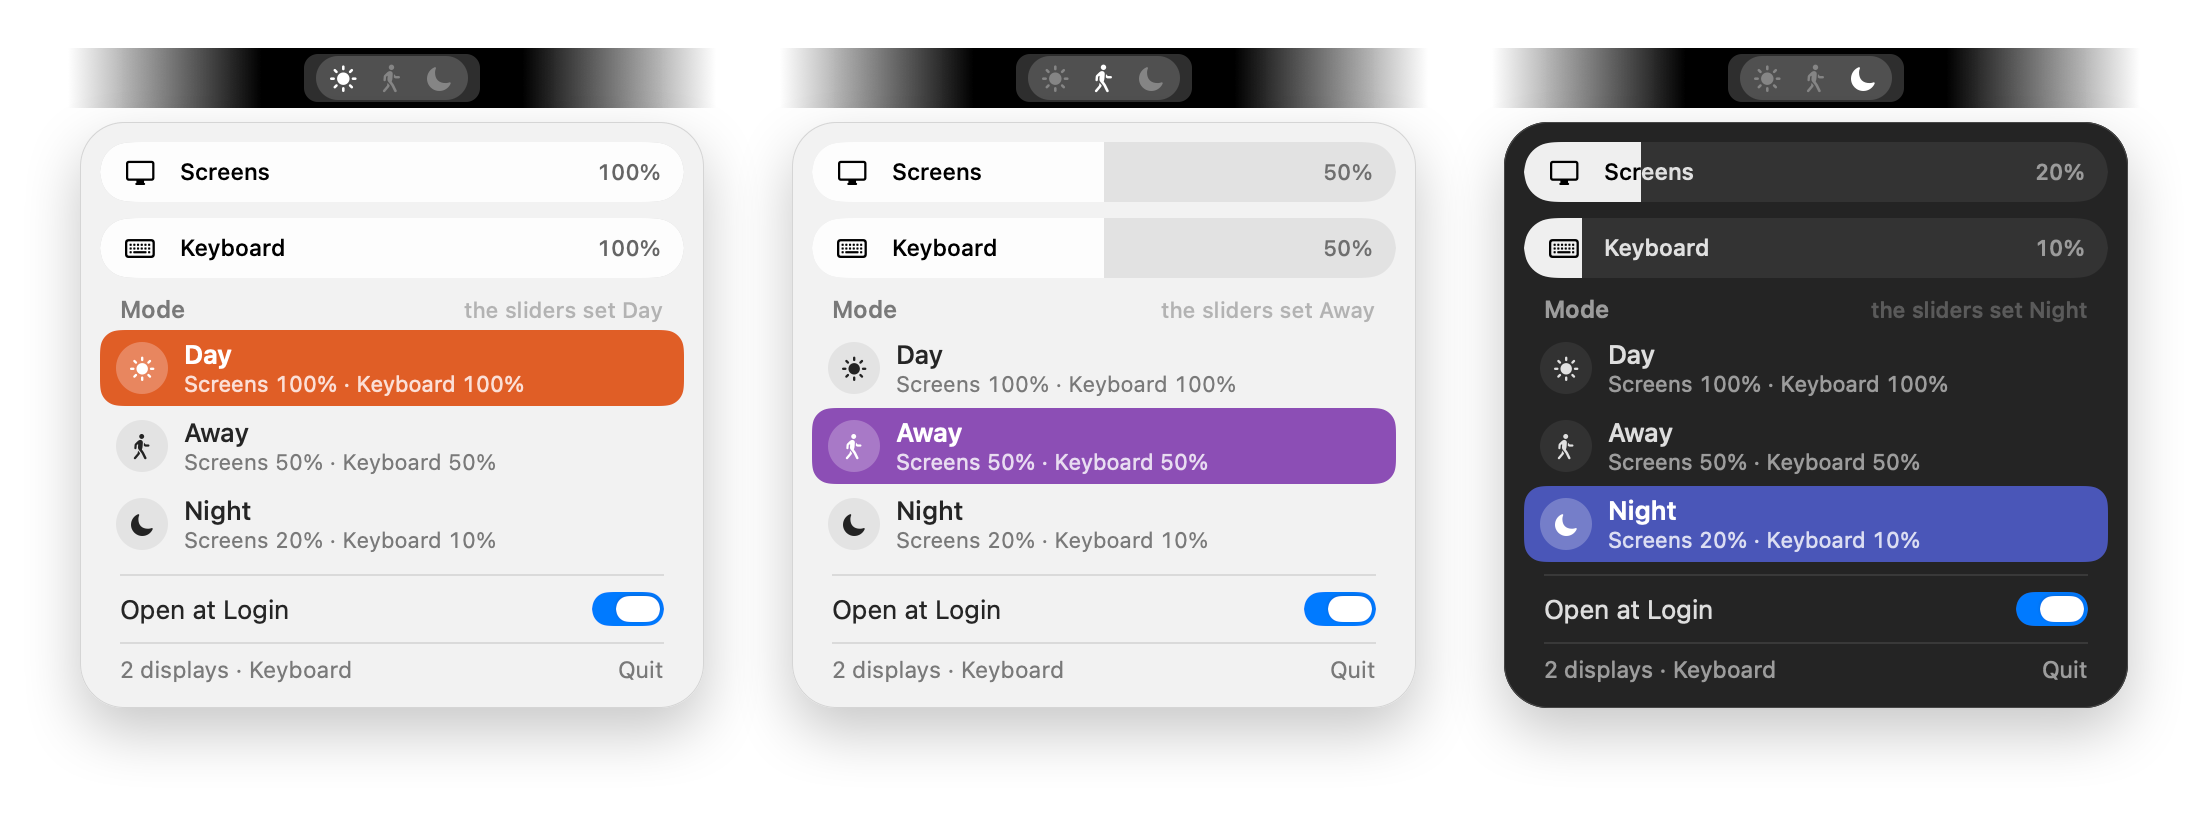 Screens 100%
Keyboard 100%
Mode the sliders set Day
Day
Screens 100% · Keyboard 100%
Away
Screens 50% · Keyboard 50%
Night
Screens 20% · Keyboard 10%
Open at Login
2 displays · Keyboard Quit
Screens 50%
Keyboard 50%
Mode the sliders set Away
Day
Screens 100% · Keyboard 100%
Away
Screens 50% · Keyboard 50%
Night
Screens 20% · Keyboard 10%
Open at Login
2 displays · Keyboard Quit
Screens 20%
Keyboard 10%
Mode the sliders set Night
Day
Screens 100% · Keyboard 100%
Away
Screens 50% · Keyboard 50%
Night
Screens 20% · Keyboard 10%
Open at Login
2 displays · Keyboard Quit